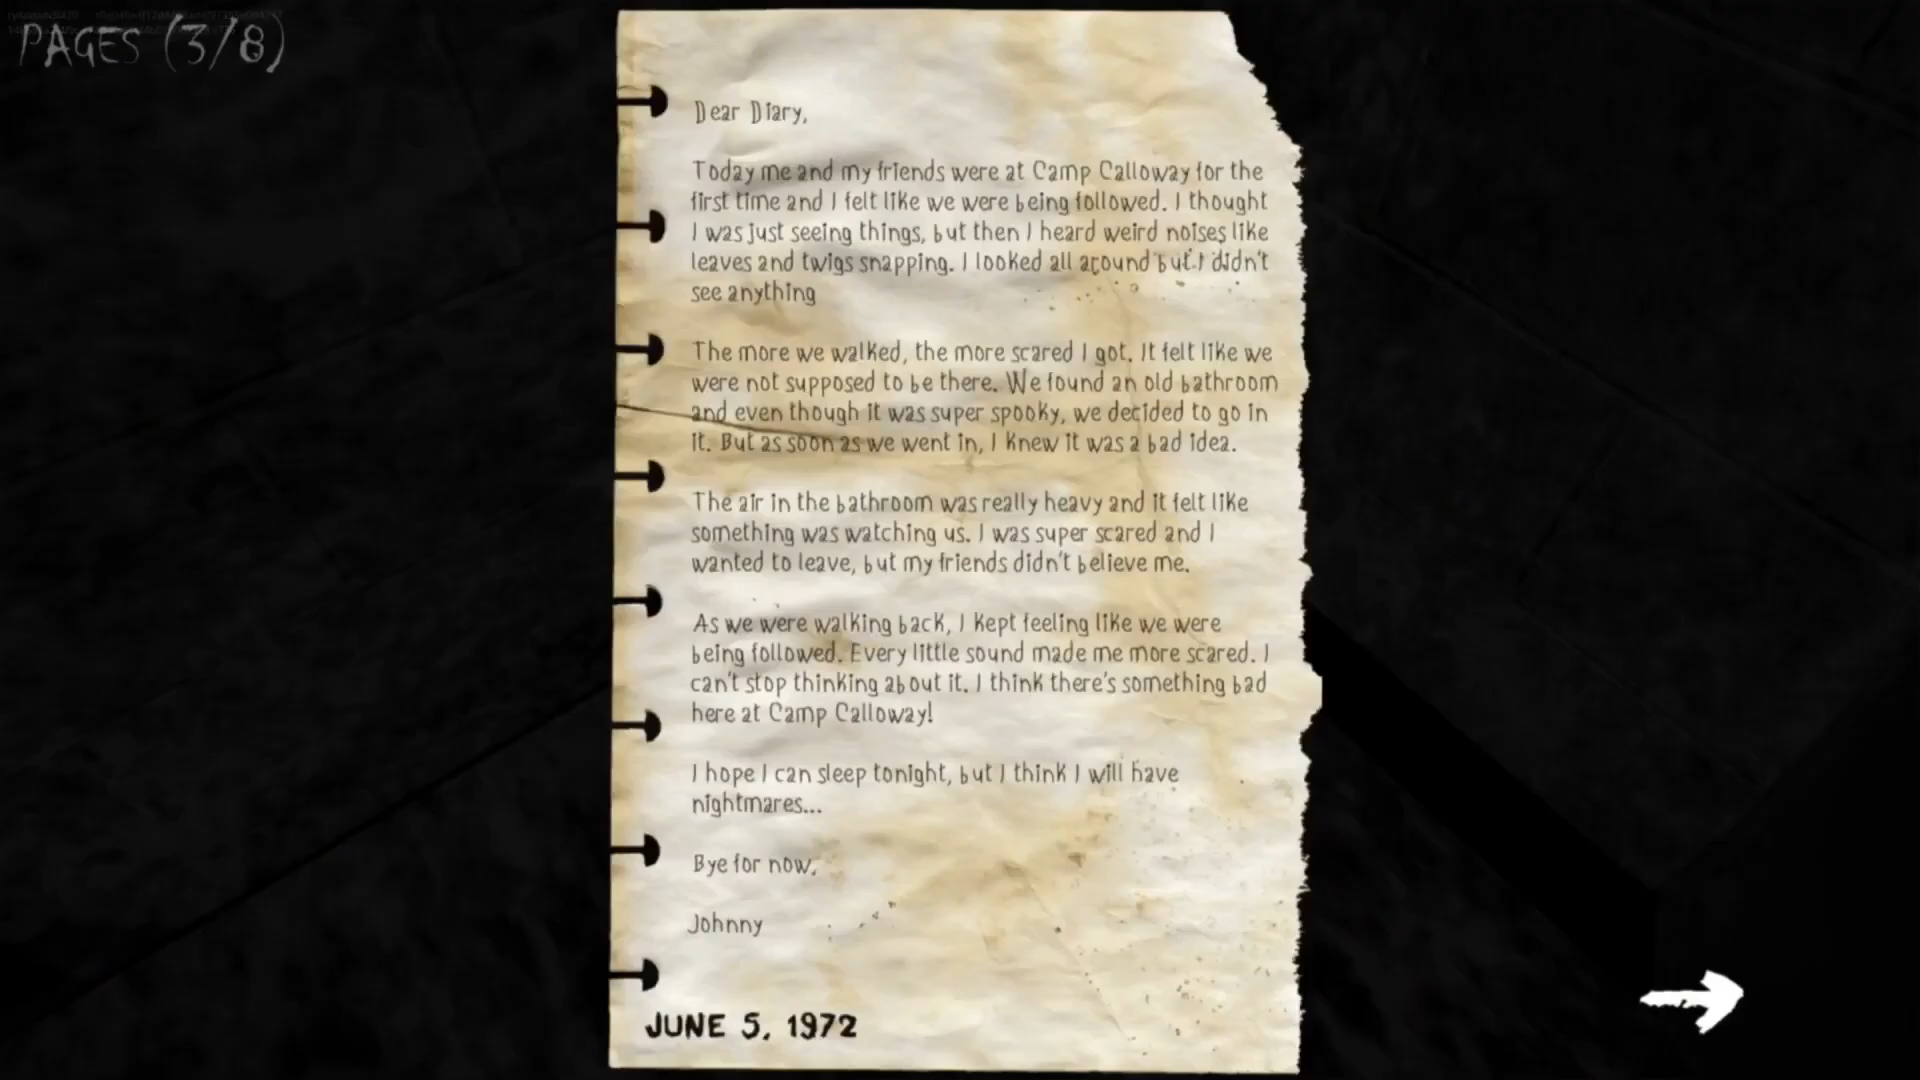 PAGES (3/8)
Dear Diary,
Today me and my friends were at Camp Calloway for the
first time and I felt like we were being followed. I thought
I was just seeing things, but then I heard weird noises like
leaves and twigs snapping. I looked all around but I didn't
see anything
The more we walked, the more scared I got. It felt like we
were not supposed to be there. We found an old bathroom
and even though it was super spooky, we decided to go in
it. But as soon as we went in, I knew it was a bad idea.
The air in the bathroom was really heavy and it felt like
something was watching us. I was super scared and I
wanted to leave, but my friends didn't believe me.
As we were walking back, I kept feeling like we were
being followed. Every little sound made me more scared. I
can't stop thinking about it. I think there's something bad
here at Camp Calloway!
I hope I can sleep tonight, but I think I will have
nightmares...
Bye for now,
Johnny
JUNE 5, 1972